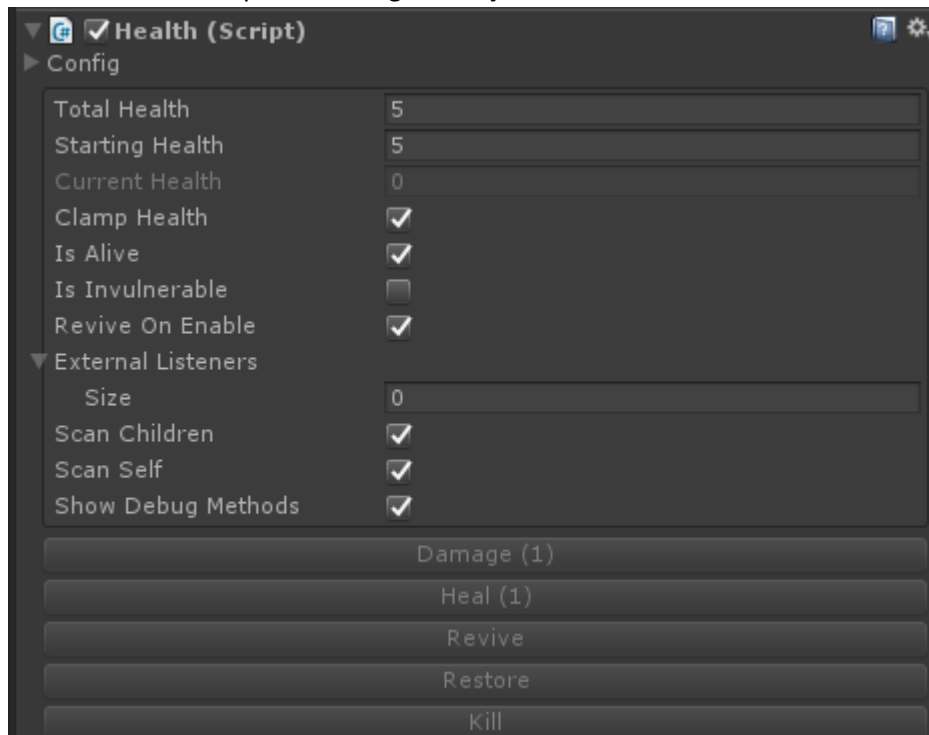 Health (Script)
Config
Total Health 5
Starting Health 5
Current Health 0
Clamp Health
Is Alive
Is Invulnerable
Revive On Enable
External Listeners
Size 0
Scan Children
Scan Self
Show Debug Methods
Damage (1)
Heal (1)
Revive
Restore
Kill